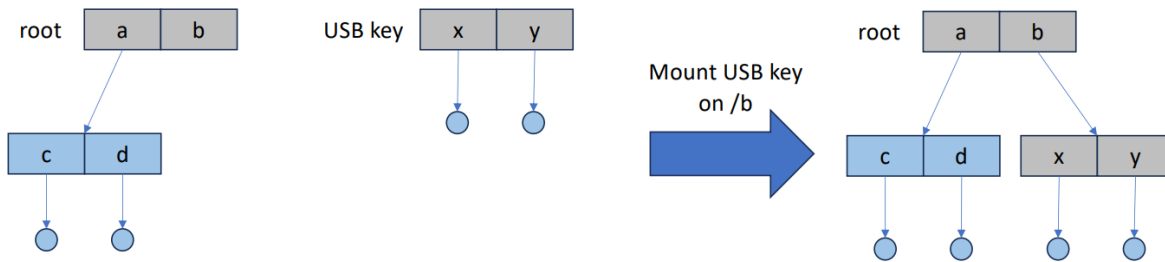 root a b
USB key x y
root a b
Mount USB key
on /b
c d
c d
x y